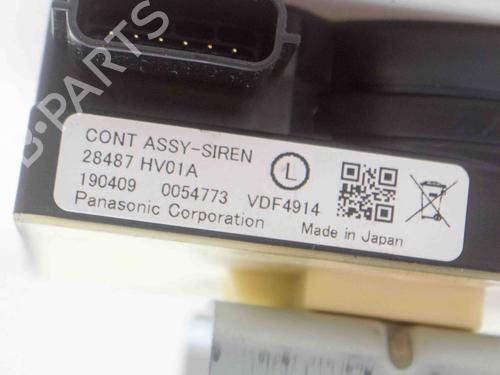 B-PARTS
CONT ASSY-SIREN
28487 HV01A
L
190409 0054773 VDF4914
Panasonic Corporation
Made in Japan